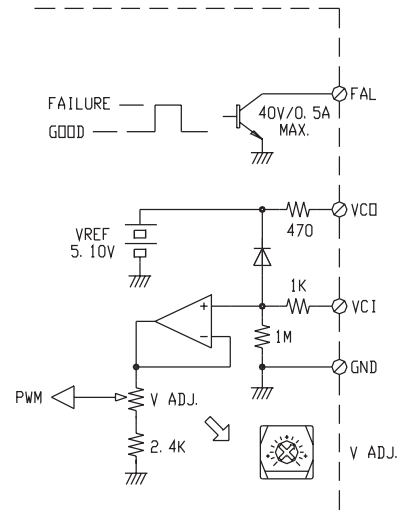 FAL
FAILURE
GOOD
40V/0. 5A
MAX.
VCO
470
VREF
5. 10V
1K
VCI
+
1M
−
GND
PWM
V ADJ.
2. 4K
V ADJ.